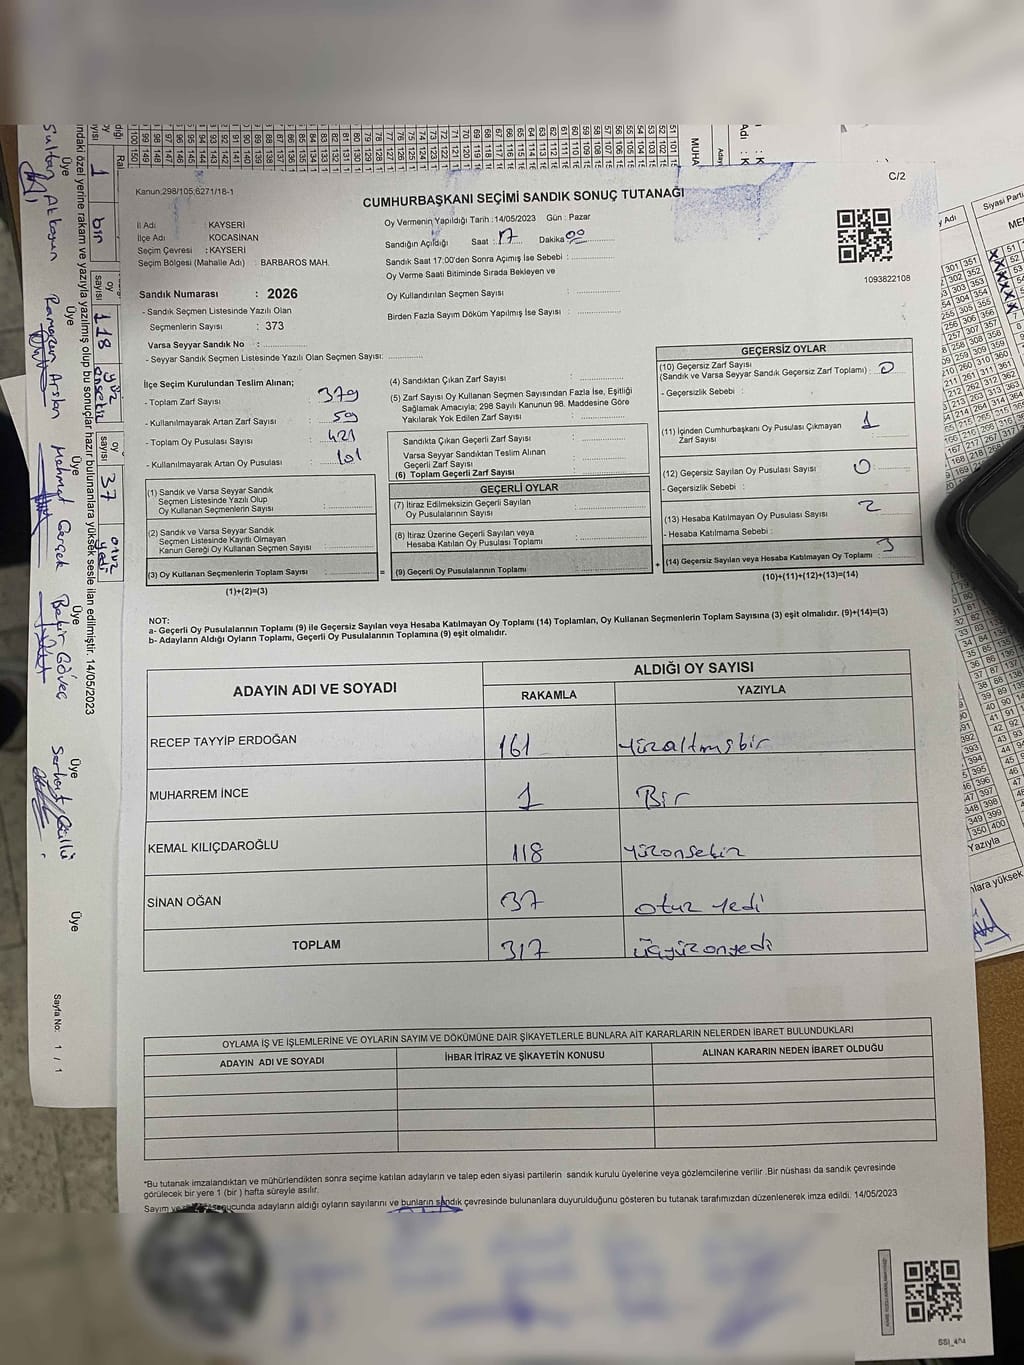 C/2
Kanun:298/105,6271/18-1
CUMHURBAŞKANI SEÇİMİ SANDIK SONUÇ TUTANAĞI
İl Adı : KAYSERİ
İlçe Adı : KOCASİNAN
Seçim Çevresi : KAYSERİ
Seçim Bölgesi (Mahalle Adı) : BARBAROS MAH.
Oy Vermenin Yapıldığı Tarih : 14/05/2023 Gün : Pazar
Sandığın Açıldığı Saat : 17 Dakika 00
Sandık Saat 17:00'den Sonra Açımış İse Sebebi :
Oy Verme Saati Bitiminde Sırada Bekleyen ve
Oy Kullandırılan Seçmen Sayısı :
Birden Fazla Sayım Döküm Yapılmış İse Sayısı :
1093822108
Sandık Numarası : 2026
- Sandık Seçmen Listesinde Yazılı Olan
Seçmenlerin Sayısı : 373
Varsa Seyyar Sandık No :
- Seyyar Sandık Seçmen Listesinde Yazılı Olan Seçmen Sayısı:
İlçe Seçim Kurulundan Teslim Alınan;
- Toplam Zarf Sayısı : 379
- Kullanılmayarak Artan Zarf Sayısı : 59
- Toplam Oy Pusulası Sayısı : 421
- Kullanılmayarak Artan Oy Pusulası : 101
(1) Sandık ve Varsa Seyyar Sandık
Seçmen Listesinde Yazılı Olup
Oy Kullanan Seçmenlerin Sayısı :
(2) Sandık ve Varsa Seyyar Sandık
Seçmen Listesinde Kayıtlı Olmayan
Kanun Gereği Oy Kullanan Seçmen Sayısı :
(3) Oy Kullanan Seçmenlerin Toplam Sayısı :
(1)+(2)=(3)
(4) Sandıktan Çıkan Zarf Sayısı :
(5) Zarf Sayısı Oy Kullanan Seçmen Sayısından Fazla İse, Eşitliği
Sağlamak Amacıyla; 298 Sayılı Kanunun 98. Maddesine Göre
Yakılarak Yok Edilen Zarf Sayısı :
Sandıkta Çıkan Geçerli Zarf Sayısı :
Varsa Seyyar Sandıktan Teslim Alınan
Geçerli Zarf Sayısı :
(6) Toplam Geçerli Zarf Sayısı :
GEÇERLİ OYLAR
(7) İtiraz Edilmeksizin Geçerli Sayılan
Oy Pusulalarının Sayısı :
(8) İtiraz Üzerine Geçerli Sayılan veya
Hesaba Katılan Oy Pusulası Toplamı :
(9) Geçerli Oy Pusulalarının Toplamı :
GEÇERSİZ OYLAR
(10) Geçersiz Zarf Sayısı
(Sandık ve Varsa Seyyar Sandık Geçersiz Zarf Toplamı) : 0
- Geçersizlik Sebebi :
(11) İçinden Cumhurbaşkanı Oy Pusulası Çıkmayan
Zarf Sayısı : 1
(12) Geçersiz Sayılan Oy Pusulası Sayısı : 0
- Geçersizlik Sebebi :
(13) Hesaba Katılmayan Oy Pusulası Sayısı : 2
- Hesaba Katılmama Sebebi :
(14) Geçersiz Sayılan veya Hesaba Katılmayan Oy Toplamı : 3
(10)+(11)+(12)+(13)=(14)
NOT:
a- Geçerli Oy Pusulalarının Toplamı (9) ile Geçersiz Sayılan veya Hesaba Katılmayan Oy Toplamı (14) Toplamları, Oy Kullanan Seçmenlerin Toplam Sayısına (3) eşit olmalıdır. (9)+(14)=(3)
b- Adayların Aldığı Oyların Toplamı, Geçerli Oy Pusulalarının Toplamına (9) eşit olmalıdır.
ADAYIN ADI VE SOYADI ALDIĞI OY SAYISI
RAKAMLA YAZIYLA
RECEP TAYYİP ERDOĞAN 161 yüzaltmışbir
MUHARREM İNCE 1 Bir
KEMAL KILIÇDAROĞLU 118 yüzonsekiz
SİNAN OĞAN 37 otuz yedi
TOPLAM 317 üçyüzonyedi
OYLAMA İŞ VE İŞLEMLERİNE VE OYLARIN SAYIM VE DÖKÜMÜNE DAİR ŞİKAYETLERLE BUNLARA AİT KARARLARIN NELERDEN İBARET BULUNDUKLARI
ADAYIN ADI VE SOYADI İHBAR İTİRAZ VE ŞİKAYETİN KONUSU ALINAN KARARIN NEDEN İBARET OLDUĞU
*Bu tutanak imzalandıktan ve mühürlendikten sonra seçime katılan adayların ve talep eden siyasi partilerin sandık kurulu üyelerine veya gözlemcilerine verilir .Bir nüshası da sandık çevresinde
görülecek bir yere 1 (bir ) hafta süreyle asılır.
adayların aldığı oyların sayılarını ve bunların sandık çevresinde bulunanlara duyurulduğunu gösteren bu tutanak tarafımızdan düzenlenerek imza edildi. 14/05/2023
1 bir
118 yüz onsekiz
37 otuz yedi
özel yerine rakam ve yazıyla yazılmış olup bu sonuçlar hazır bulunanlara yüksek sesle ilan edilmiştir. 14/05/2023
Üye Üye Üye Üye Üye Üye
Ramazan Arslan
Mehmet
Bekir
Sayfa No: 1 / 1
MUHA
Siyasi Parti
Yazıyla